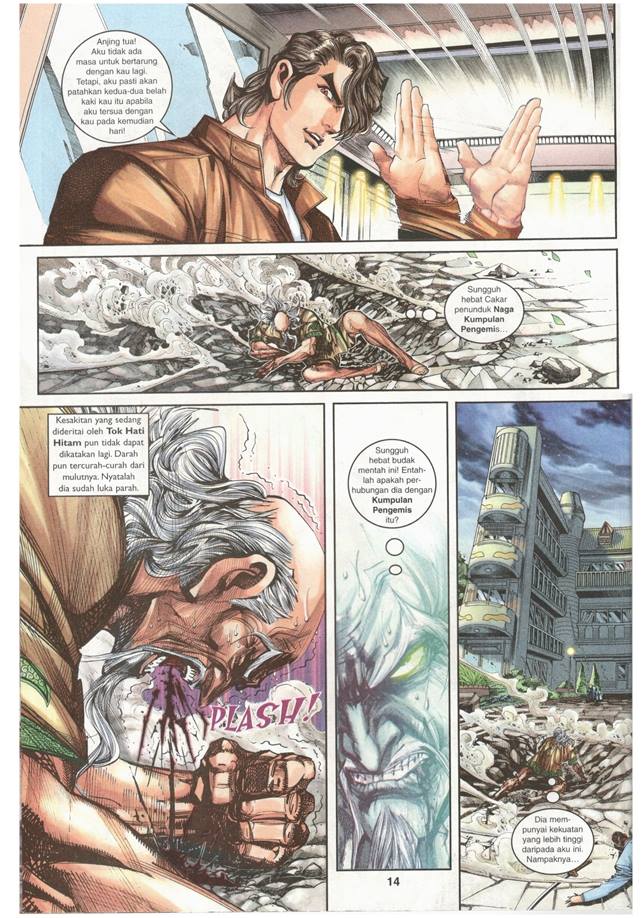 Anjing tua!
Aku tidak ada
masa untuk bertarung
dengan kau lagi.
Tetapi, aku pasti akan
patahkan kedua-dua belah
kaki kau itu apabila
aku tersua dengan
kau pada kemudian
hari!
Sungguh
hebat Cakar
penunduk Naga
Kumpulan
Pengemis...
Kesakitan yang sedang
dideritai oleh Tok Hati
Hitam pun tidak dapat
dikatakan lagi. Darah
pun tercurah-curah dari
mulutnya. Nyatalah
dia sudah luka parah.
PLASH!
Sungguh
hebat budak
mentah ini! Entah-
lah apakah per-
hubungan dia dengan
Kumpulan
Pengemis
itu?
Dia mem-
punyai kekuatan
yang lebih tinggi
daripada aku ini.
Nampaknya...
14